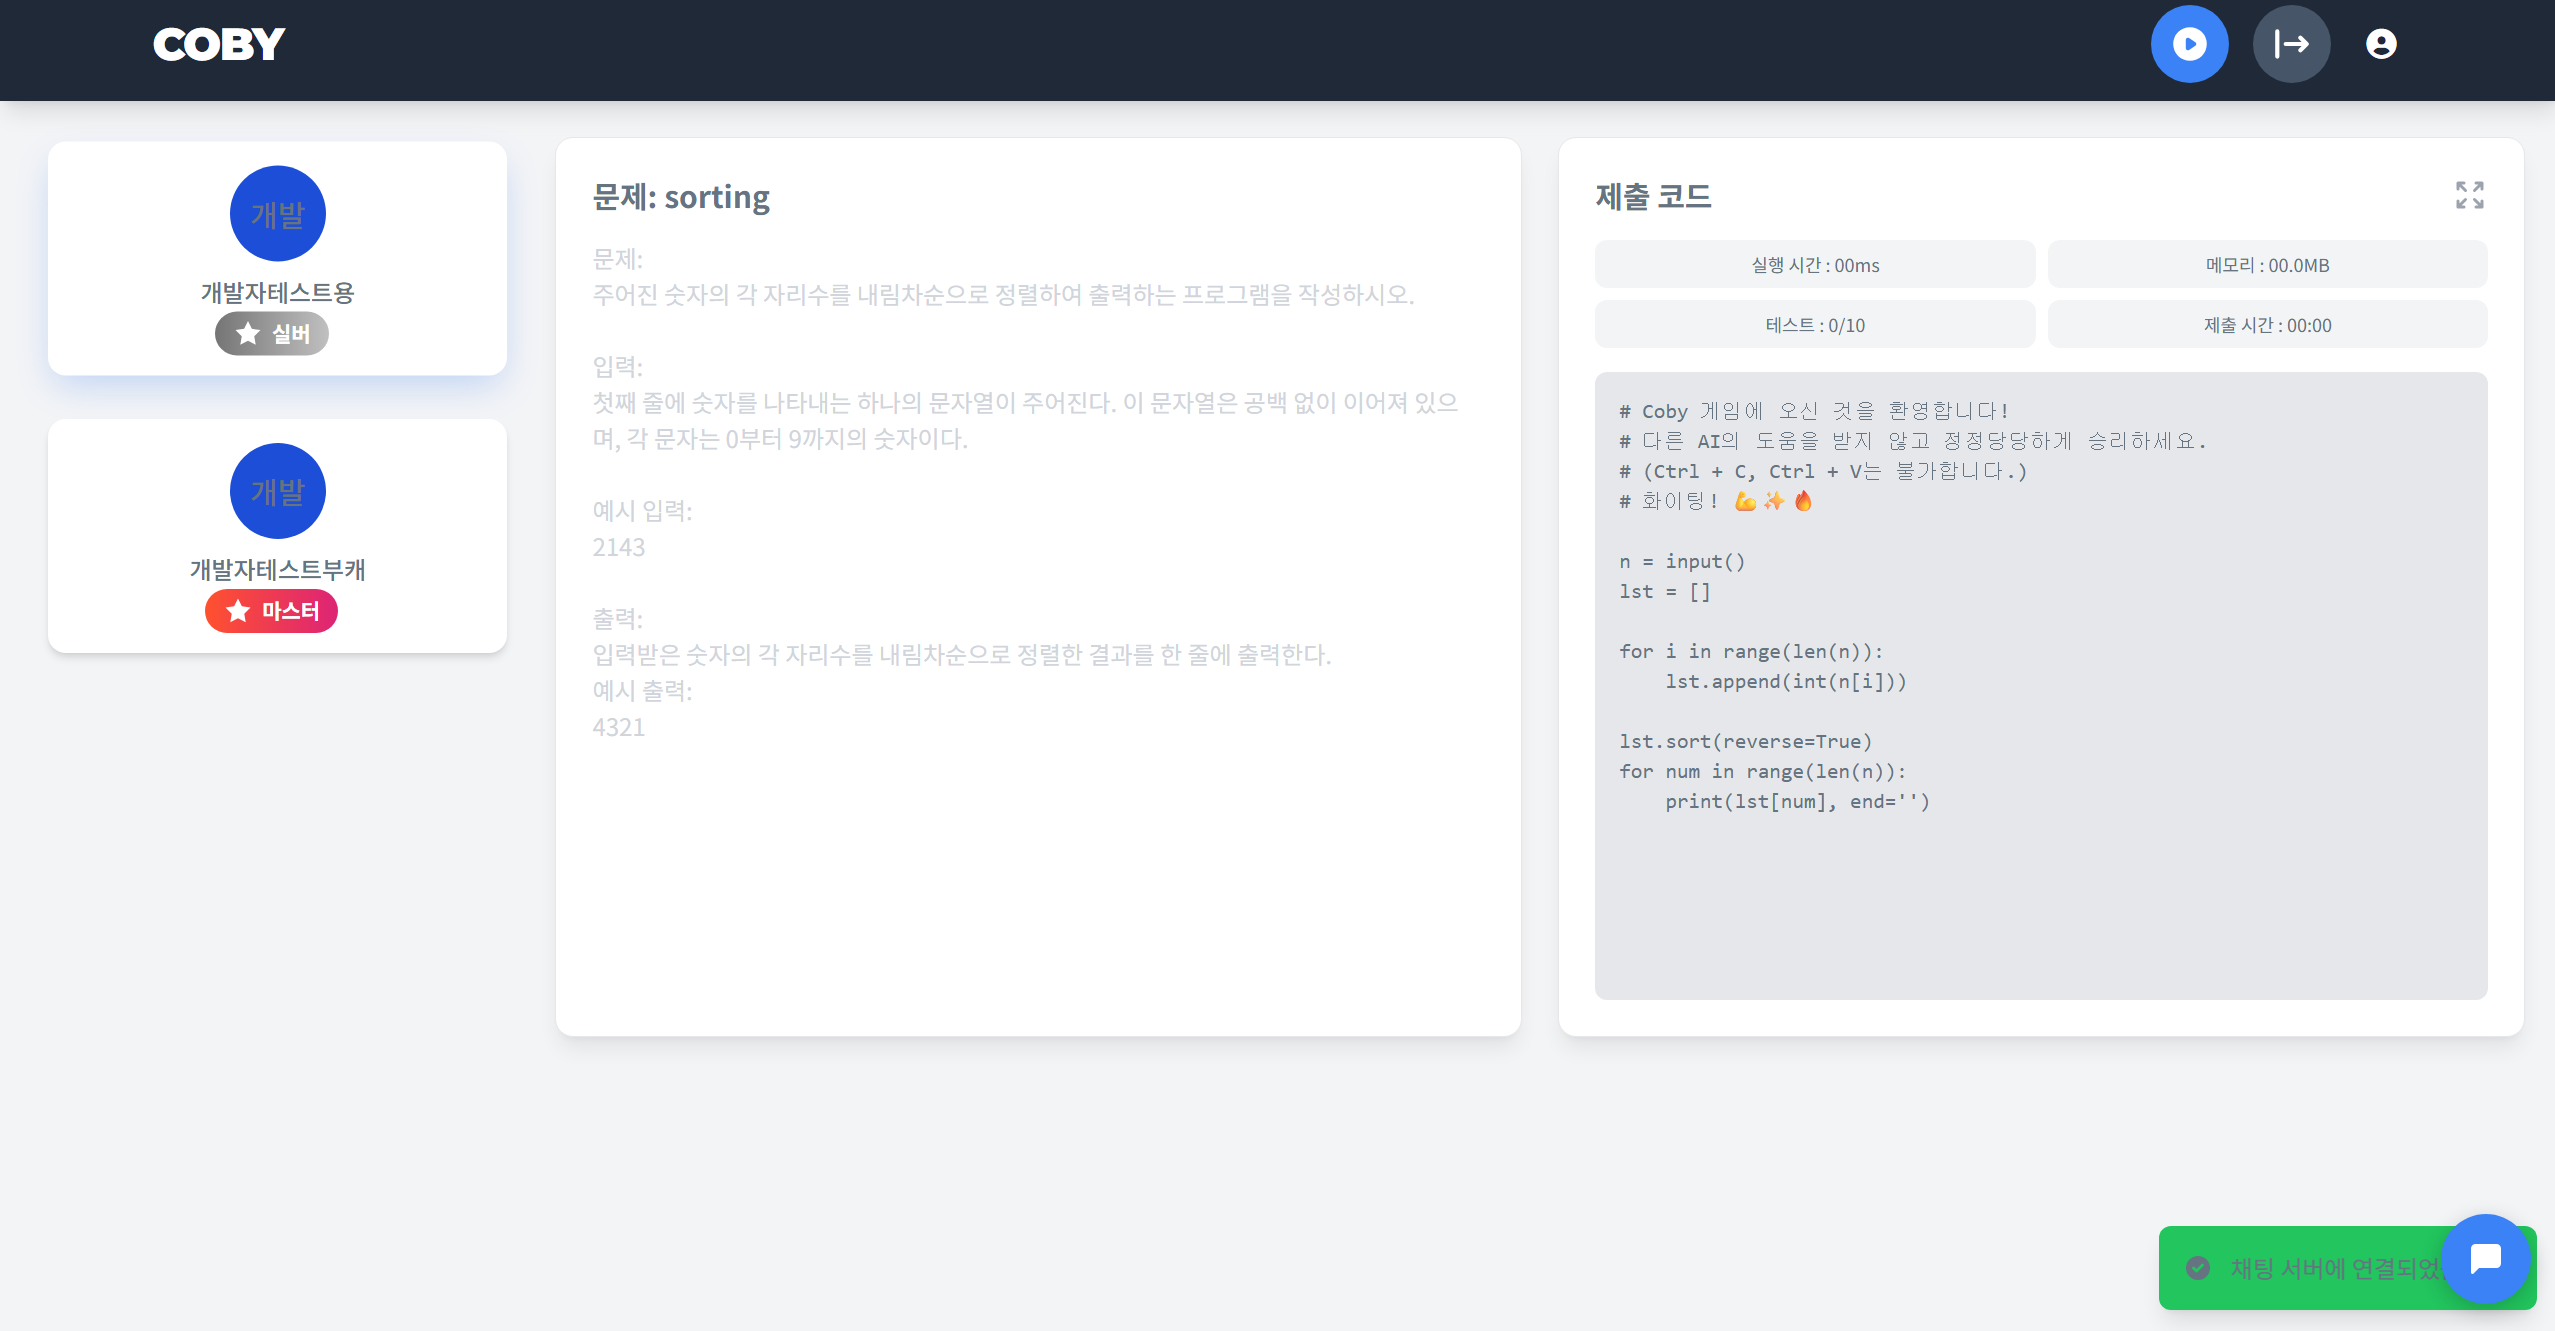 COBY
개발
개발자테스트용
실버
개발
개발자테스트부캐
마스터
문제: sorting
문제:
주어진 숫자의 각 자리수를 내림차순으로 정렬하여 출력하는 프로그램을 작성하시오.
입력:
첫째 줄에 숫자를 나타내는 하나의 문자열이 주어진다. 이 문자열은 공백 없이 이어져 있으
며, 각 문자는 0부터 9까지의 숫자이다.
예시 입력:
2143
출력:
입력받은 숫자의 각 자리수를 내림차순으로 정렬한 결과를 한 줄에 출력한다.
예시 출력:
4321
제출 코드
실행 시간 : 00ms
메모리 : 00.0MB
테스트 : 0/10
제출 시간 : 00:00
# Coby 게임에 오신 것을 환영합니다!
# 다른 AI의 도움을 받지 않고 정정당당하게 승리하세요.
# (Ctrl + C, Ctrl + V는 불가합니다.)
# 화이팅! 💪✨🔥
n = input()
lst = []
for i in range(len(n)):
    lst.append(int(n[i]))
lst.sort(reverse=True)
for num in range(len(n)):
    print(lst[num], end='')
채팅 서버에 연결되었